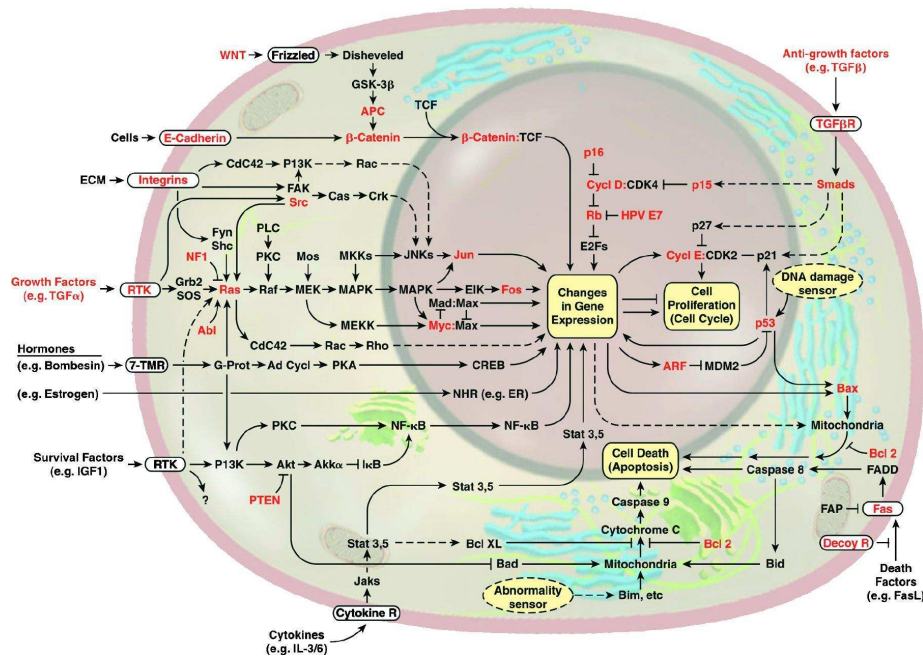 WNT
Frizzled
Disheveled
GSK-3β
APC
TCF
Cells
E-Cadherin
β-Catenin
β-Catenin:TCF
Anti-growth factors
(e.g. TGFβ)
TGFβR
Smads
ECM
Integrins
CdC42
P13K
Rac
FAK
Src
Cas
Crk
p16
Cycl D:CDK4
p15
Rb
HPV E7
E2Fs
p27
Cycl E:CDK2
p21
DNA damage
sensor
Fyn
Shc
PLC
PKC
NF1
Mos
MKKs
JNKs
Jun
Growth Factors
(e.g. TGFα)
RTK
Grb2
SOS
Ras
Raf
MEK
MAPK
MAPK
ElK
Fos
Abl
Mad:Max
MEKK
Myc:Max
CdC42
Rac
Rho
Changes
in Gene
Expression
Cell
Proliferation
(Cell Cycle)
p53
ARF
MDM2
Bax
Hormones
(e.g. Bombesin)
7-TMR
G-Prot
Ad Cycl
PKA
CREB
(e.g. Estrogen)
NHR (e.g. ER)
PKC
NF-κB
NF-κB
Stat 3,5
Mitochondria
Survival Factors
(e.g. IGF1)
RTK
P13K
Akt
Akkα
IκB
?
PTEN
Cell Death
(Apoptosis)
Bcl 2
Caspase 8
FADD
Stat 3,5
Caspase 9
FAP
Fas
Cytochrome C
Stat 3,5
Bcl XL
Bcl 2
Decoy R
Bad
Mitochondria
Bid
Death
Factors
(e.g. FasL)
Jaks
Abnormality
sensor
Bim, etc
Cytokine R
Cytokines
(e.g. IL-3/6)